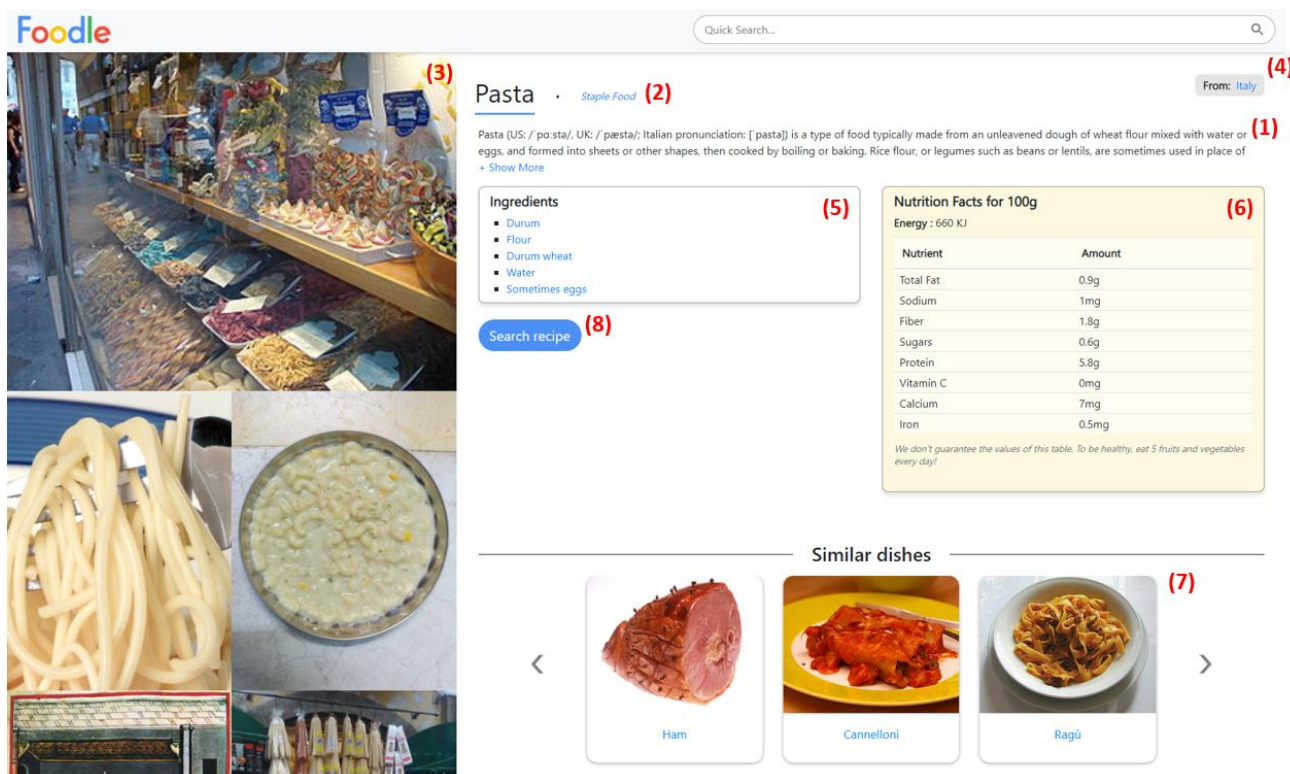 Foodle
Quick Search...
(3)
(4)
From: Italy
Pasta · Staple Food (2)
Pasta (US: /ˈpɑːstə/, UK: /ˈpæstə/; Italian pronunciation: [ˈpasta]) is a type of food typically made from an unleavened dough of wheat flour mixed with water or (1)
eggs, and formed into sheets or other shapes, then cooked by boiling or baking. Rice flour, or legumes such as beans or lentils, are sometimes used in place of
+ Show More
Ingredients (5)
▪ Durum
▪ Flour
▪ Durum wheat
▪ Water
▪ Sometimes eggs
Search recipe (8)
Nutrition Facts for 100g (6)
Energy : 660 KJ
Nutrient Amount
Total Fat 0.9g
Sodium 1mg
Fiber 1.8g
Sugars 0.6g
Protein 5.8g
Vitamin C 0mg
Calcium 7mg
Iron 0.5mg
We don't guarantee the values of this table. To be healthy, eat 5 fruits and vegetables
every day!
Similar dishes
(7)
Ham
Cannelloni
Ragù